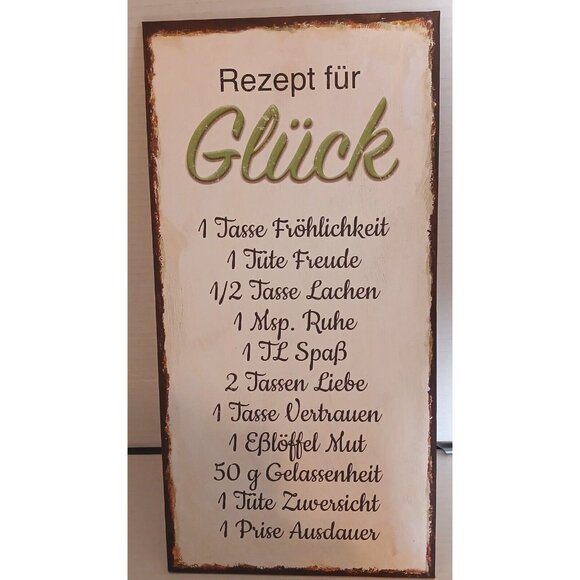 Rezept für
Glück
1 Tasse Fröhlichkeit
1 Tüte Freude
1/2 Tasse Lachen
1 Msp. Ruhe
1 TL Spaß
2 Tassen Liebe
1 Tasse Vertrauen
1 Eßlöffel Mut
50 g Gelassenheit
1 Tüte Zuversicht
1 Prise Ausdauer